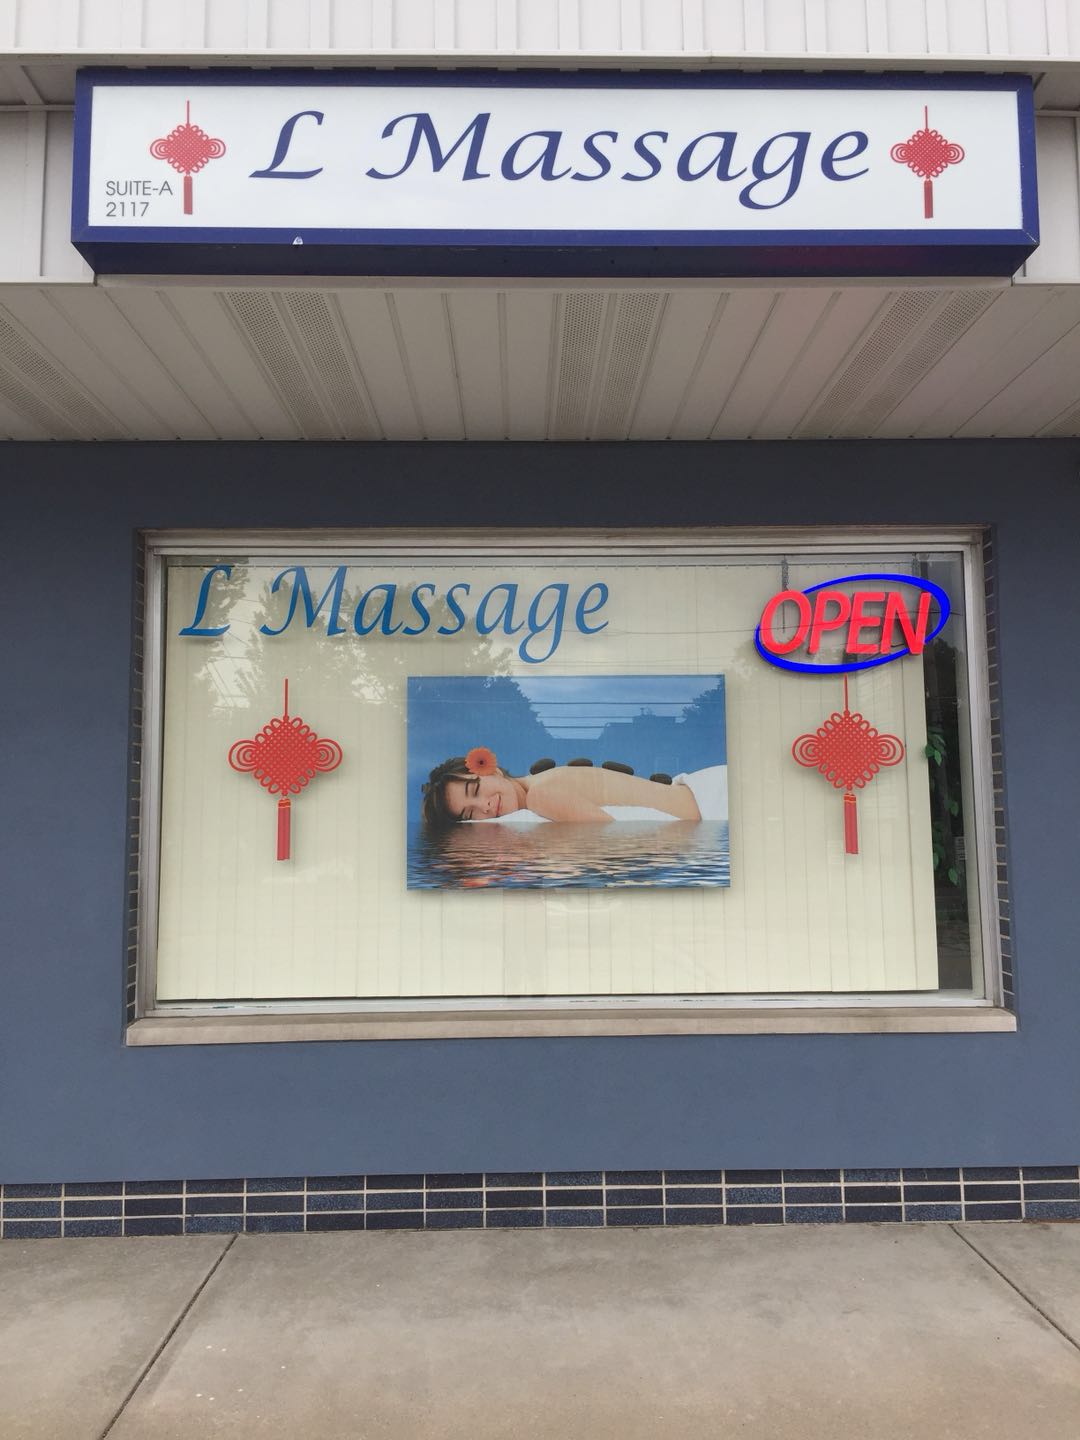 L Massage
SUITE-A
2117
L Massage
OPEN